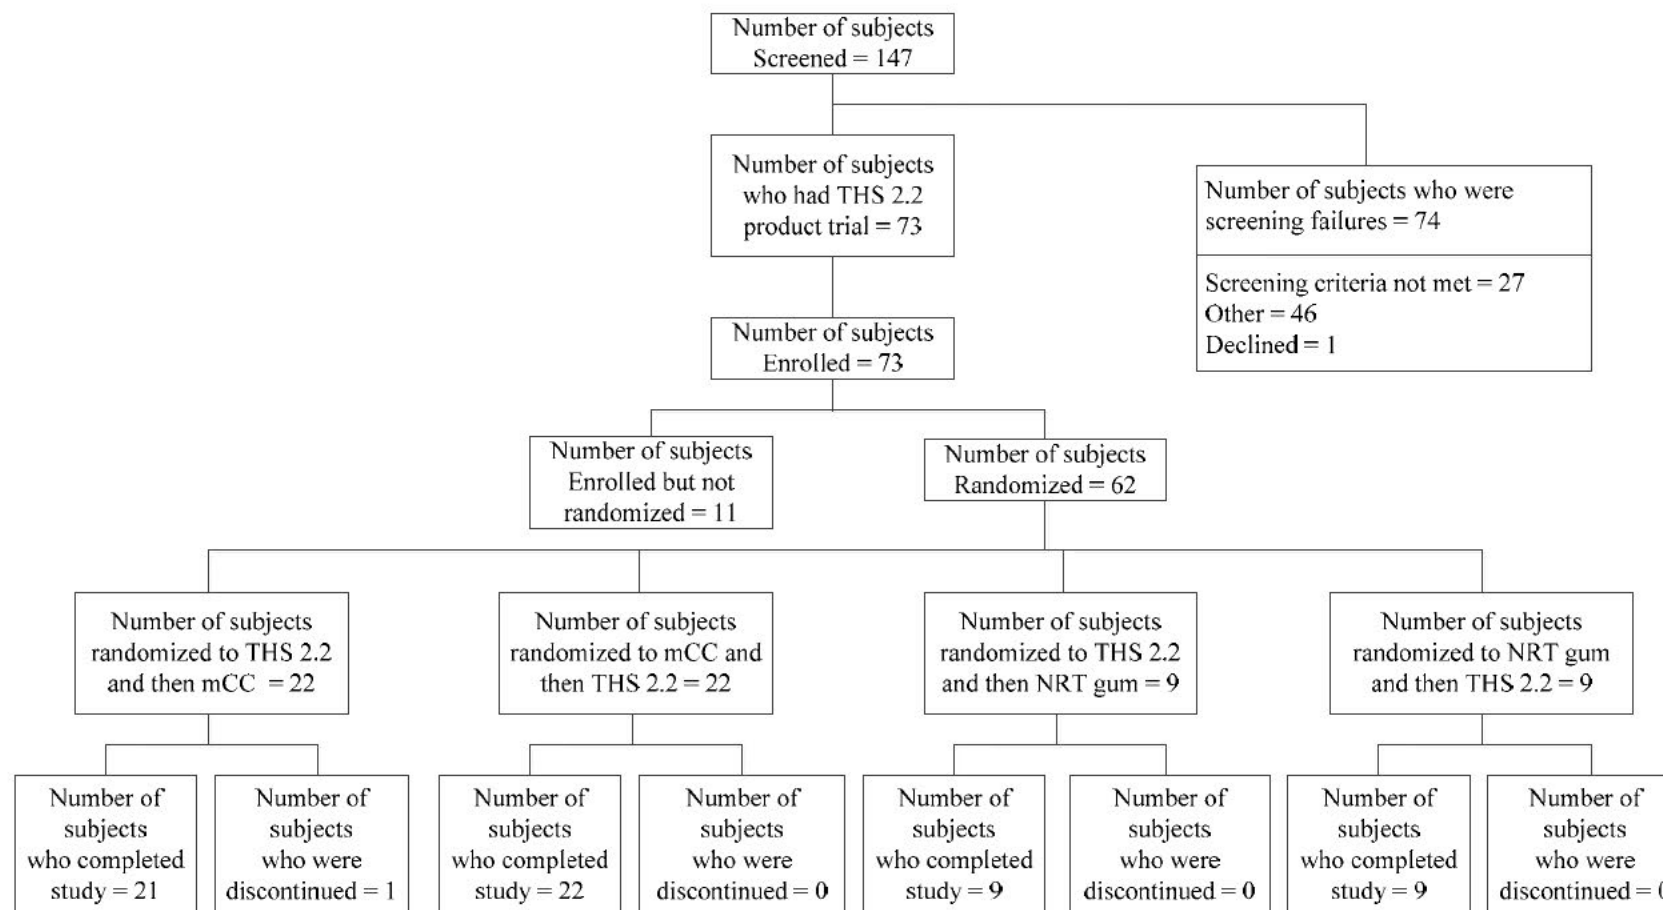 Number of subjects
Screened = 147
Number of subjects
who had THS 2.2
product trial = 73
Number of subjects who were
screening failures = 74
Screening criteria not met = 27
Other = 46
Declined = 1
Number of subjects
Enrolled = 73
Number of subjects
Enrolled but not
randomized = 11
Number of subjects
Randomized = 62
Number of subjects
randomized to THS 2.2
and then mCC = 22
Number of subjects
randomized to mCC and
then THS 2.2 = 22
Number of subjects
randomized to THS 2.2
and then NRT gum = 9
Number of subjects
randomized to NRT gum
and then THS 2.2 = 9
Number of
subjects
who completed
study = 21
Number of
subjects
who were
discontinued = 1
Number of
subjects
who completed
study = 22
Number of
subjects
who were
discontinued = 0
Number of
subjects
who completed
study = 9
Number of
subjects
who were
discontinued = 0
Number of
subjects
who completed
study = 9
Number of
subjects
who were
discontinued =